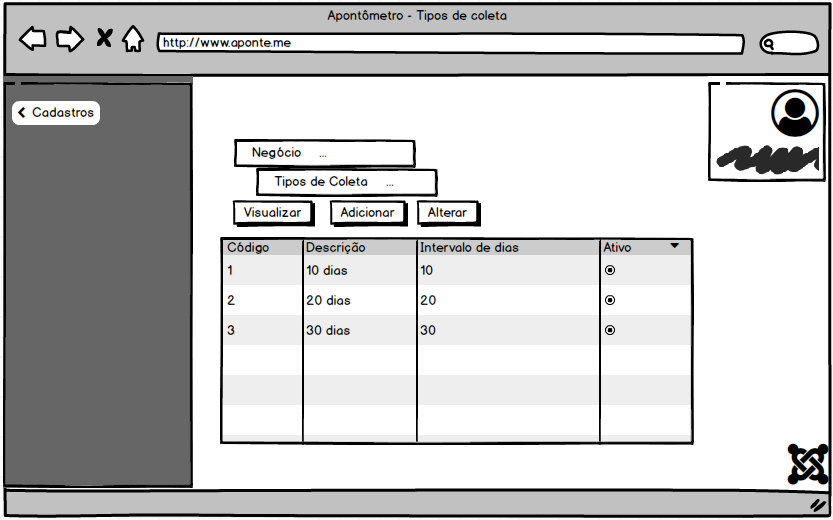 Apontômetro - Tipos de coleta
http://www.aponte.me
Cadastros
Negócio ...
Tipos de Coleta ...
Visualizar Adicionar Alterar
Código Descrição Intervalo de dias Ativo
1 10 dias 10
2 20 dias 20
3 30 dias 30